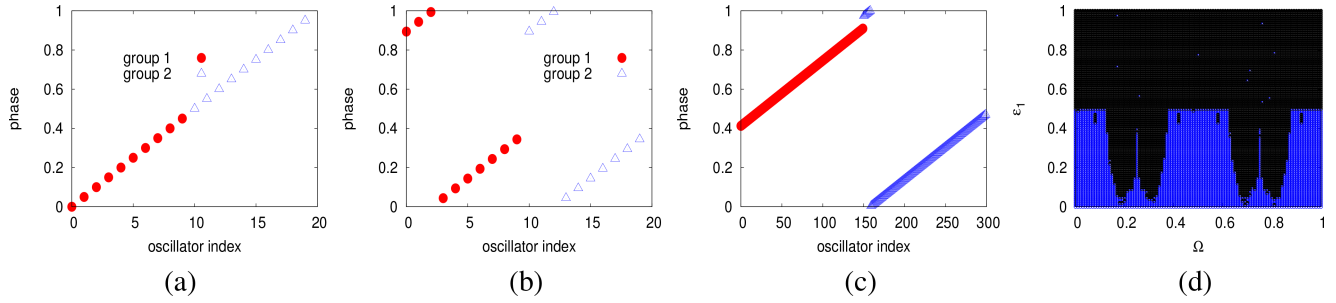 1
0.8
0.6
0.4
0.2
0
phase
group 1
group 2
0 5 10 15 20
oscillator index
(a)
1
0.8
0.6
0.4
0.2
0
phase
group 1
group 2
0 5 10 15 20
oscillator index
(b)
1
0.8
0.6
0.4
0.2
0
phase
0 50 100 150 200 250 300
oscillator index
(c)
1
0.8
0.6
0.4
0.2
0
ε₁
0 0.2 0.4 0.6 0.8 1
Ω
(d)